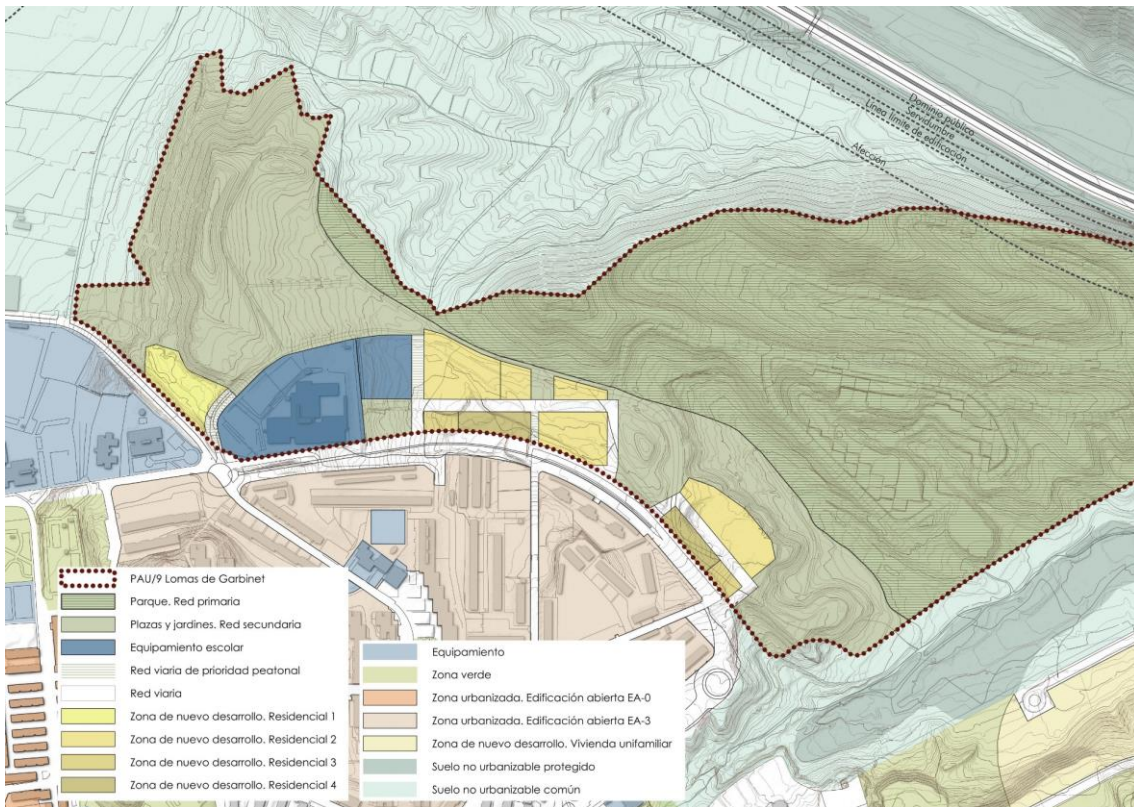 Dominio público
Servidumbre
Línea límite de edificación
Afección
PAU/9 Lomas de Garbinet
Parque. Red primaria
Plazas y jardines. Red secundaria
Equipamiento escolar
Red viaria de prioridad peatonal
Red viaria
Zona de nuevo desarrollo. Residencial 1
Zona de nuevo desarrollo. Residencial 2
Zona de nuevo desarrollo. Residencial 3
Zona de nuevo desarrollo. Residencial 4
Equipamiento
Zona verde
Zona urbanizada. Edificación abierta EA-0
Zona urbanizada. Edificación abierta EA-3
Zona de nuevo desarrollo. Vivienda unifamiliar
Suelo no urbanizable protegido
Suelo no urbanizable común